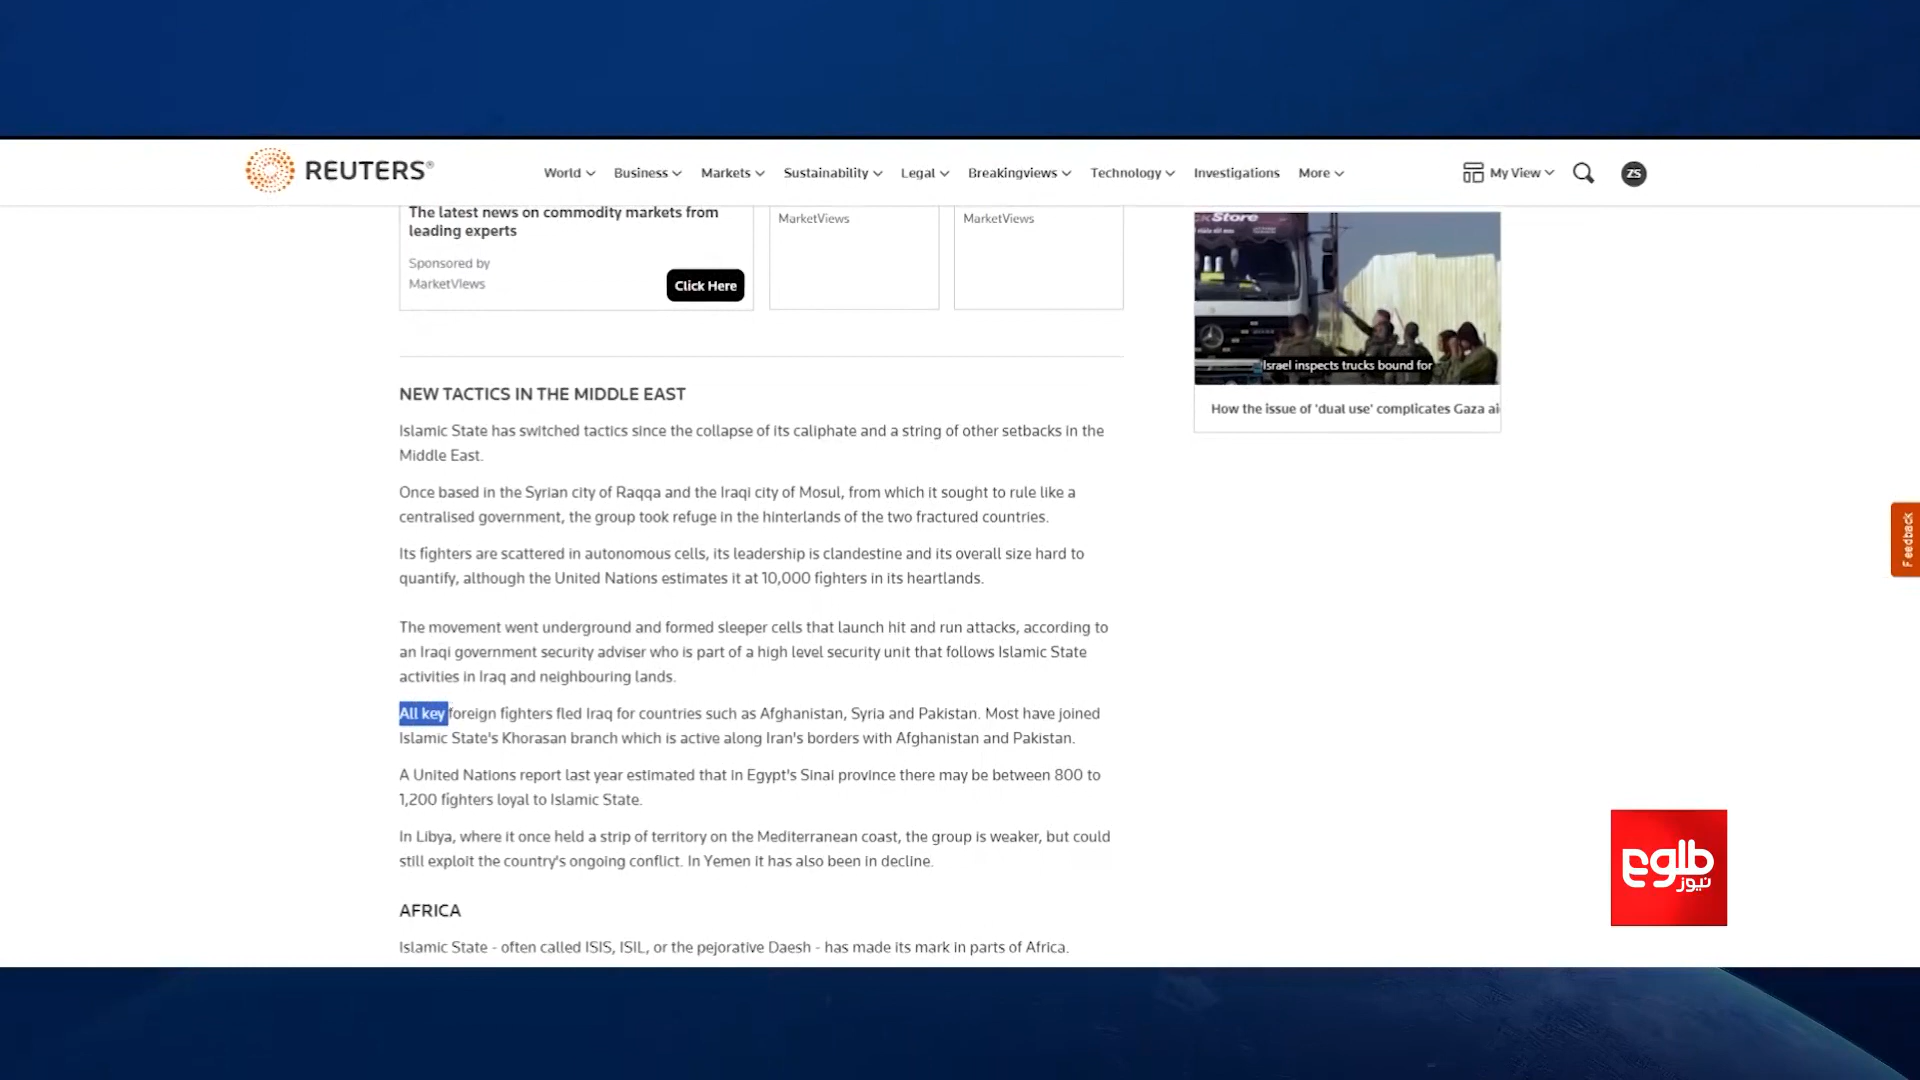 REUTERS®
World
Business
Markets
Sustainability
Legal
Breakingviews
Technology
Investigations
More
My View
ZS
The latest news on commodity markets from
leading experts
Sponsored by
MarketViews
Click Here
MarketViews
MarketViews
ckStore
Israel inspects trucks bound for
How the issue of 'dual use' complicates Gaza ai
Feedback
NEW TACTICS IN THE MIDDLE EAST
Islamic State has switched tactics since the collapse of its caliphate and a string of other setbacks in the
Middle East.
Once based in the Syrian city of Raqqa and the Iraqi city of Mosul, from which it sought to rule like a
centralised government, the group took refuge in the hinterlands of the two fractured countries.
Its fighters are scattered in autonomous cells, its leadership is clandestine and its overall size hard to
quantify, although the United Nations estimates it at 10,000 fighters in its heartlands.
The movement went underground and formed sleeper cells that launch hit and run attacks, according to
an Iraqi government security adviser who is part of a high level security unit that follows Islamic State
activities in Iraq and neighbouring lands.
All key foreign fighters fled Iraq for countries such as Afghanistan, Syria and Pakistan. Most have joined
Islamic State's Khorasan branch which is active along Iran's borders with Afghanistan and Pakistan.
A United Nations report last year estimated that in Egypt's Sinai province there may be between 800 to
1,200 fighters loyal to Islamic State.
In Libya, where it once held a strip of territory on the Mediterranean coast, the group is weaker, but could
still exploit the country's ongoing conflict. In Yemen it has also been in decline.
AFRICA
Islamic State - often called ISIS, ISIL, or the pejorative Daesh - has made its mark in parts of Africa.
طلوع
نیوز